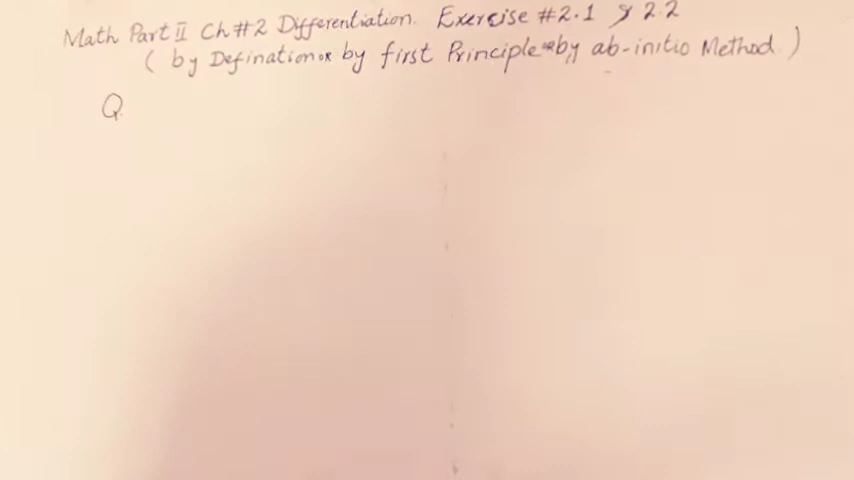 Math Part II Ch#2 Differentiation. Exercise #2.1 & 2.2
( by Defination or by first Principle or by ab-initio Method )
Q